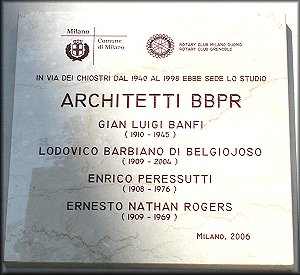 Milano
Comune
di Milano
ROTARY CLUB MILANO DUOMO
ROTARY CLUB GRENOBLE
IN VIA DEI CHIOSTRI DAL 1940 AL 1998 EBBE SEDE LO STUDIO
ARCHITETTI BBPR
GIAN LUIGI BANFI
(1910 - 1945)
LODOVICO BARBIANO DI BELGIOJOSO
(1909 - 2004)
ENRICO PERESSUTTI
(1908 - 1976)
ERNESTO NATHAN ROGERS
(1909 - 1969)
MILANO, 2006